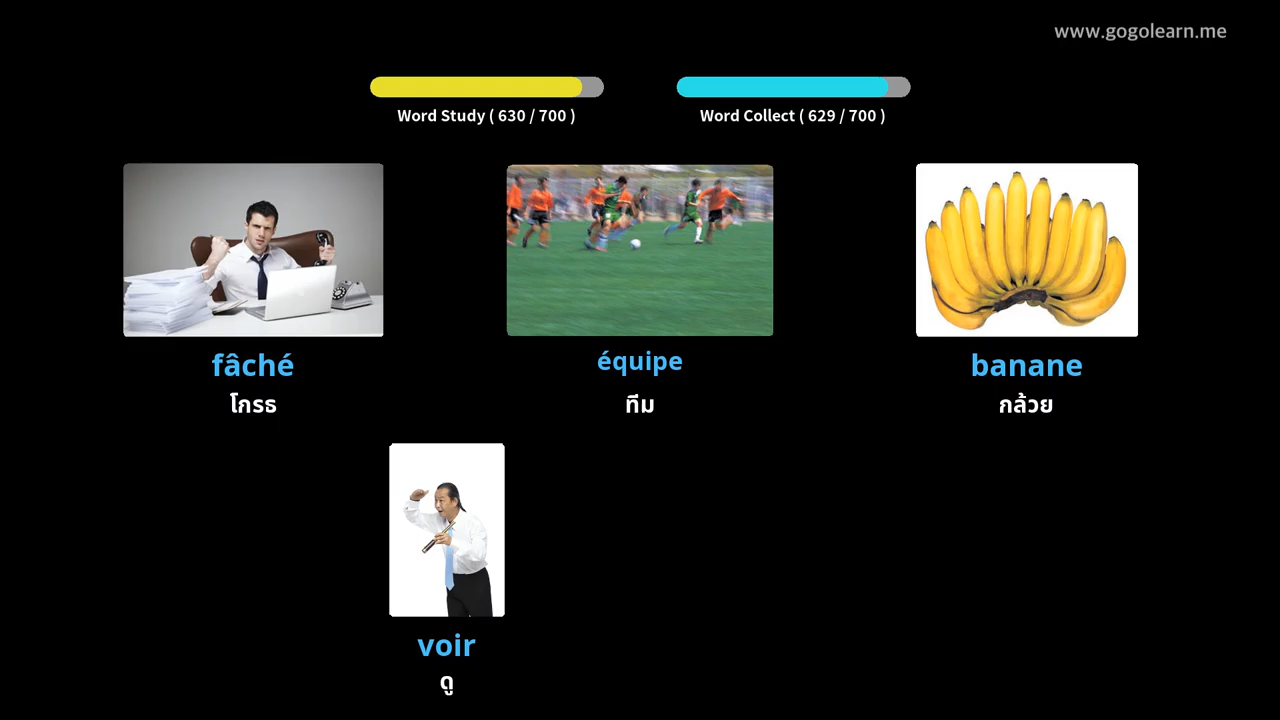 www.gogolearn.me
Word Study ( 630 / 700 )
Word Collect ( 629 / 700 )
fâché
โกรธ
équipe
ทีม
banane
กล้วย
voir
ดู